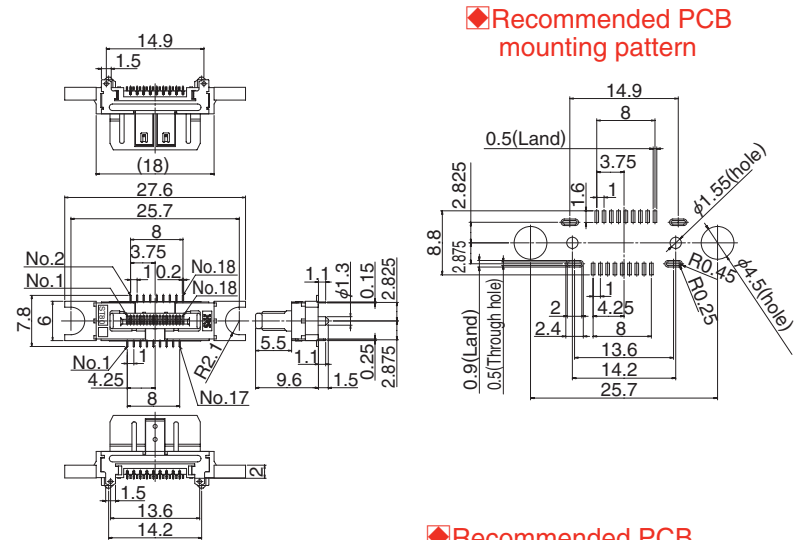 ◆Recommended PCB
mounting pattern
14.9
1.5
(18)
27.6
25.7
8
3.75
No.2
1
0.2
No.18
No.1
No.18
7.8
6
No.1
1
R2.1
4.25
8
No.17
1.1
φ1.3
0.15
2.825
5.5
1.1
0.25
2.875
9.6
1.5
2
1.5
13.6
14.2
14.9
8
0.5(Land)
3.75
1
1.6
2.825
φ1.55(hole)
8.8
2.875
R0.45
φ4.5(hole)
R0.25
1
2
4.25
2.4
8
0.9(Land)
0.5(Through hole)
13.6
14.2
25.7
◆Recommended PCB